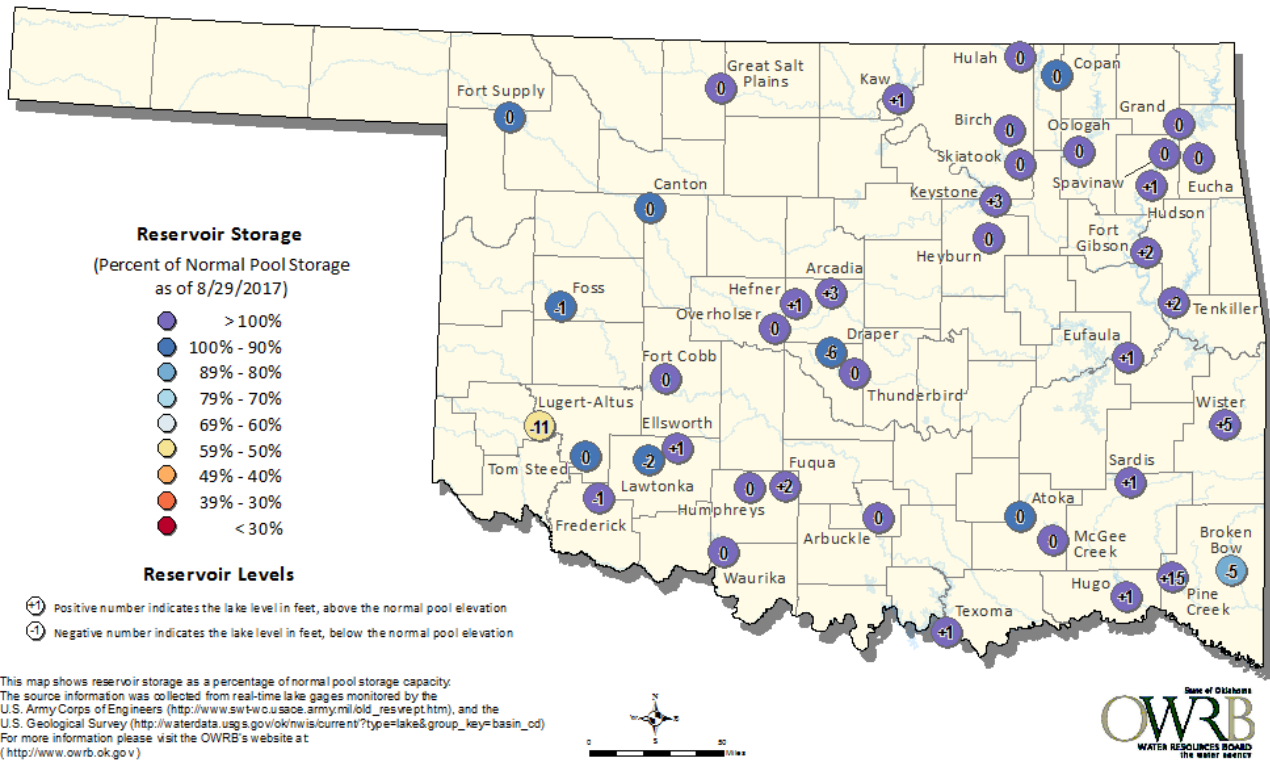 Hulah 0
0 Copan
Great Salt
Plains
0
Kaw
+1
Fort Supply
0
Grand
0
Birch 0
Oologah
0
Skiatook 0
0
0
Spavinaw
Eucha
Canton
0
Keystone +3
+1
Hudson
Reservoir Storage
(Percent of Normal Pool Storage
as of 8/29/2017)
> 100%
100% - 90%
89% - 80%
79% - 70%
69% - 60%
59% - 50%
49% - 40%
39% - 30%
< 30%
Heyburn 0
Fort
Gibson +2
Arcadia
+3
Foss
-1
Hefner
+1
Overholser
0
+2 Tenkiller
Draper
-6
Eufaula
+1
Fort Cobb
0
0
Thunderbird
Lugert-Altus
-11
Wister
+5
Ellsworth
+1
Tom Steed 0
-2
Lawtonka
Fuqua
+2
Sardis
+1
-1
Frederick
0
Humphreys
Arbuckle 0
Atoka
0
0 McGee
Creek
Broken
Bow
-5
0
Waurika
Hugo +1
+15
Pine
Creek
Texoma
+1
Reservoir Levels
+1 Positive number indicates the lake level in feet, above the normal pool elevation
-1 Negative number indicates the lake level in feet, below the normal pool elevation
This map shows reservoir storage as a percentage of normal pool storage capacity.
The source information was collected from real-time lake gages monitored by the
U.S. Army Corps of Engineers (http://www.swt-wc.usace.army.mil/old_resvrept.htm), and the
U.S. Geological Survey (http://waterdata.usgs.gov/ok/nwis/current/?type=lake&group_key=basin_cd)
For more information please visit the OWRB's website at
( http://www.owrb.ok.gov )
N
W E
S
0 50
Miles
State of Oklahoma
OWRB
WATER RESOURCES BOARD
the water agency